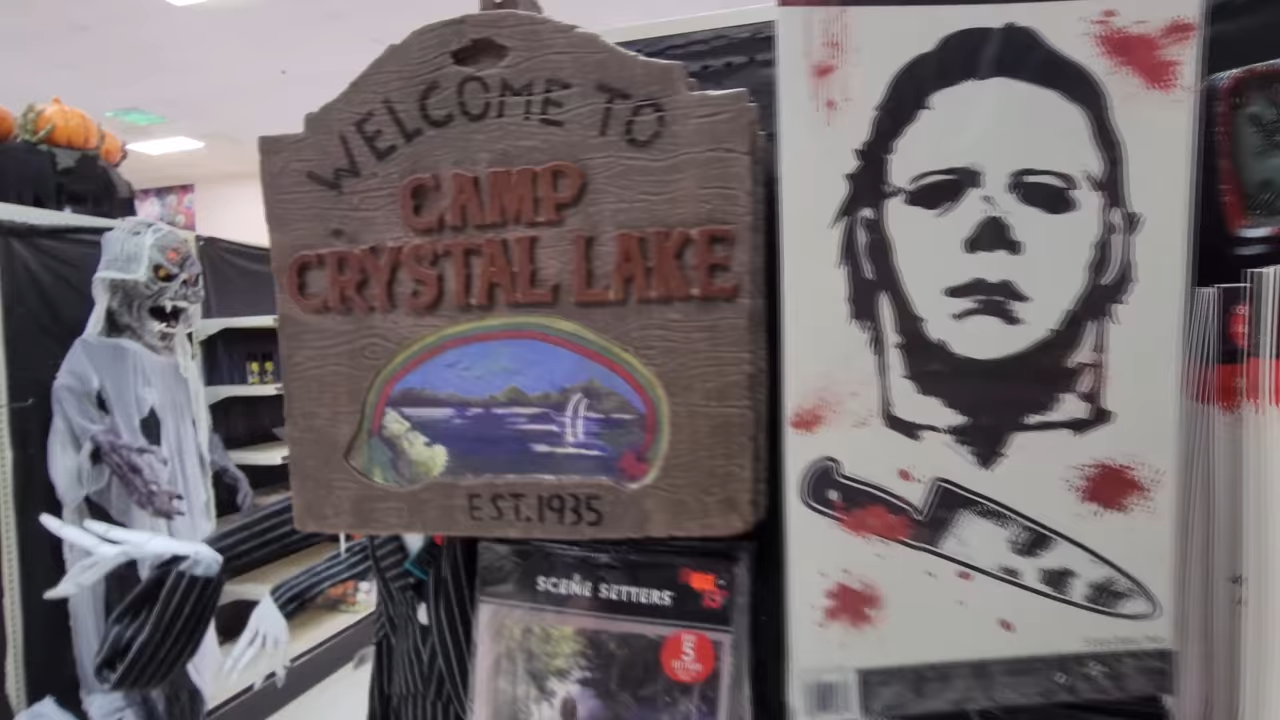 WELCOME TO
CAMP
CRYSTAL LAKE
EST. 1935
SCENE SETTERS
5